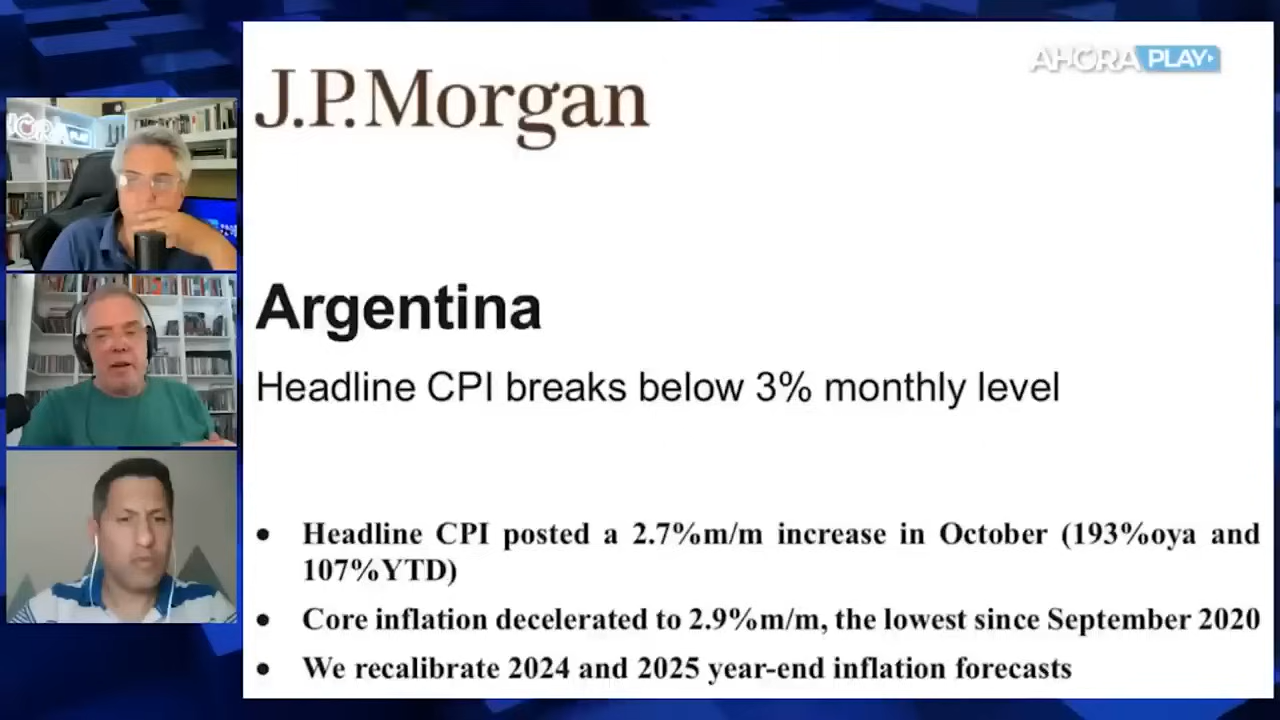 AHORA PLAY
J.P.Morgan
Argentina
Headline CPI breaks below 3% monthly level
• Headline CPI posted a 2.7%m/m increase in October (193%oya and
107%YTD)
• Core inflation decelerated to 2.9%m/m, the lowest since September 2020
• We recalibrate 2024 and 2025 year-end inflation forecasts